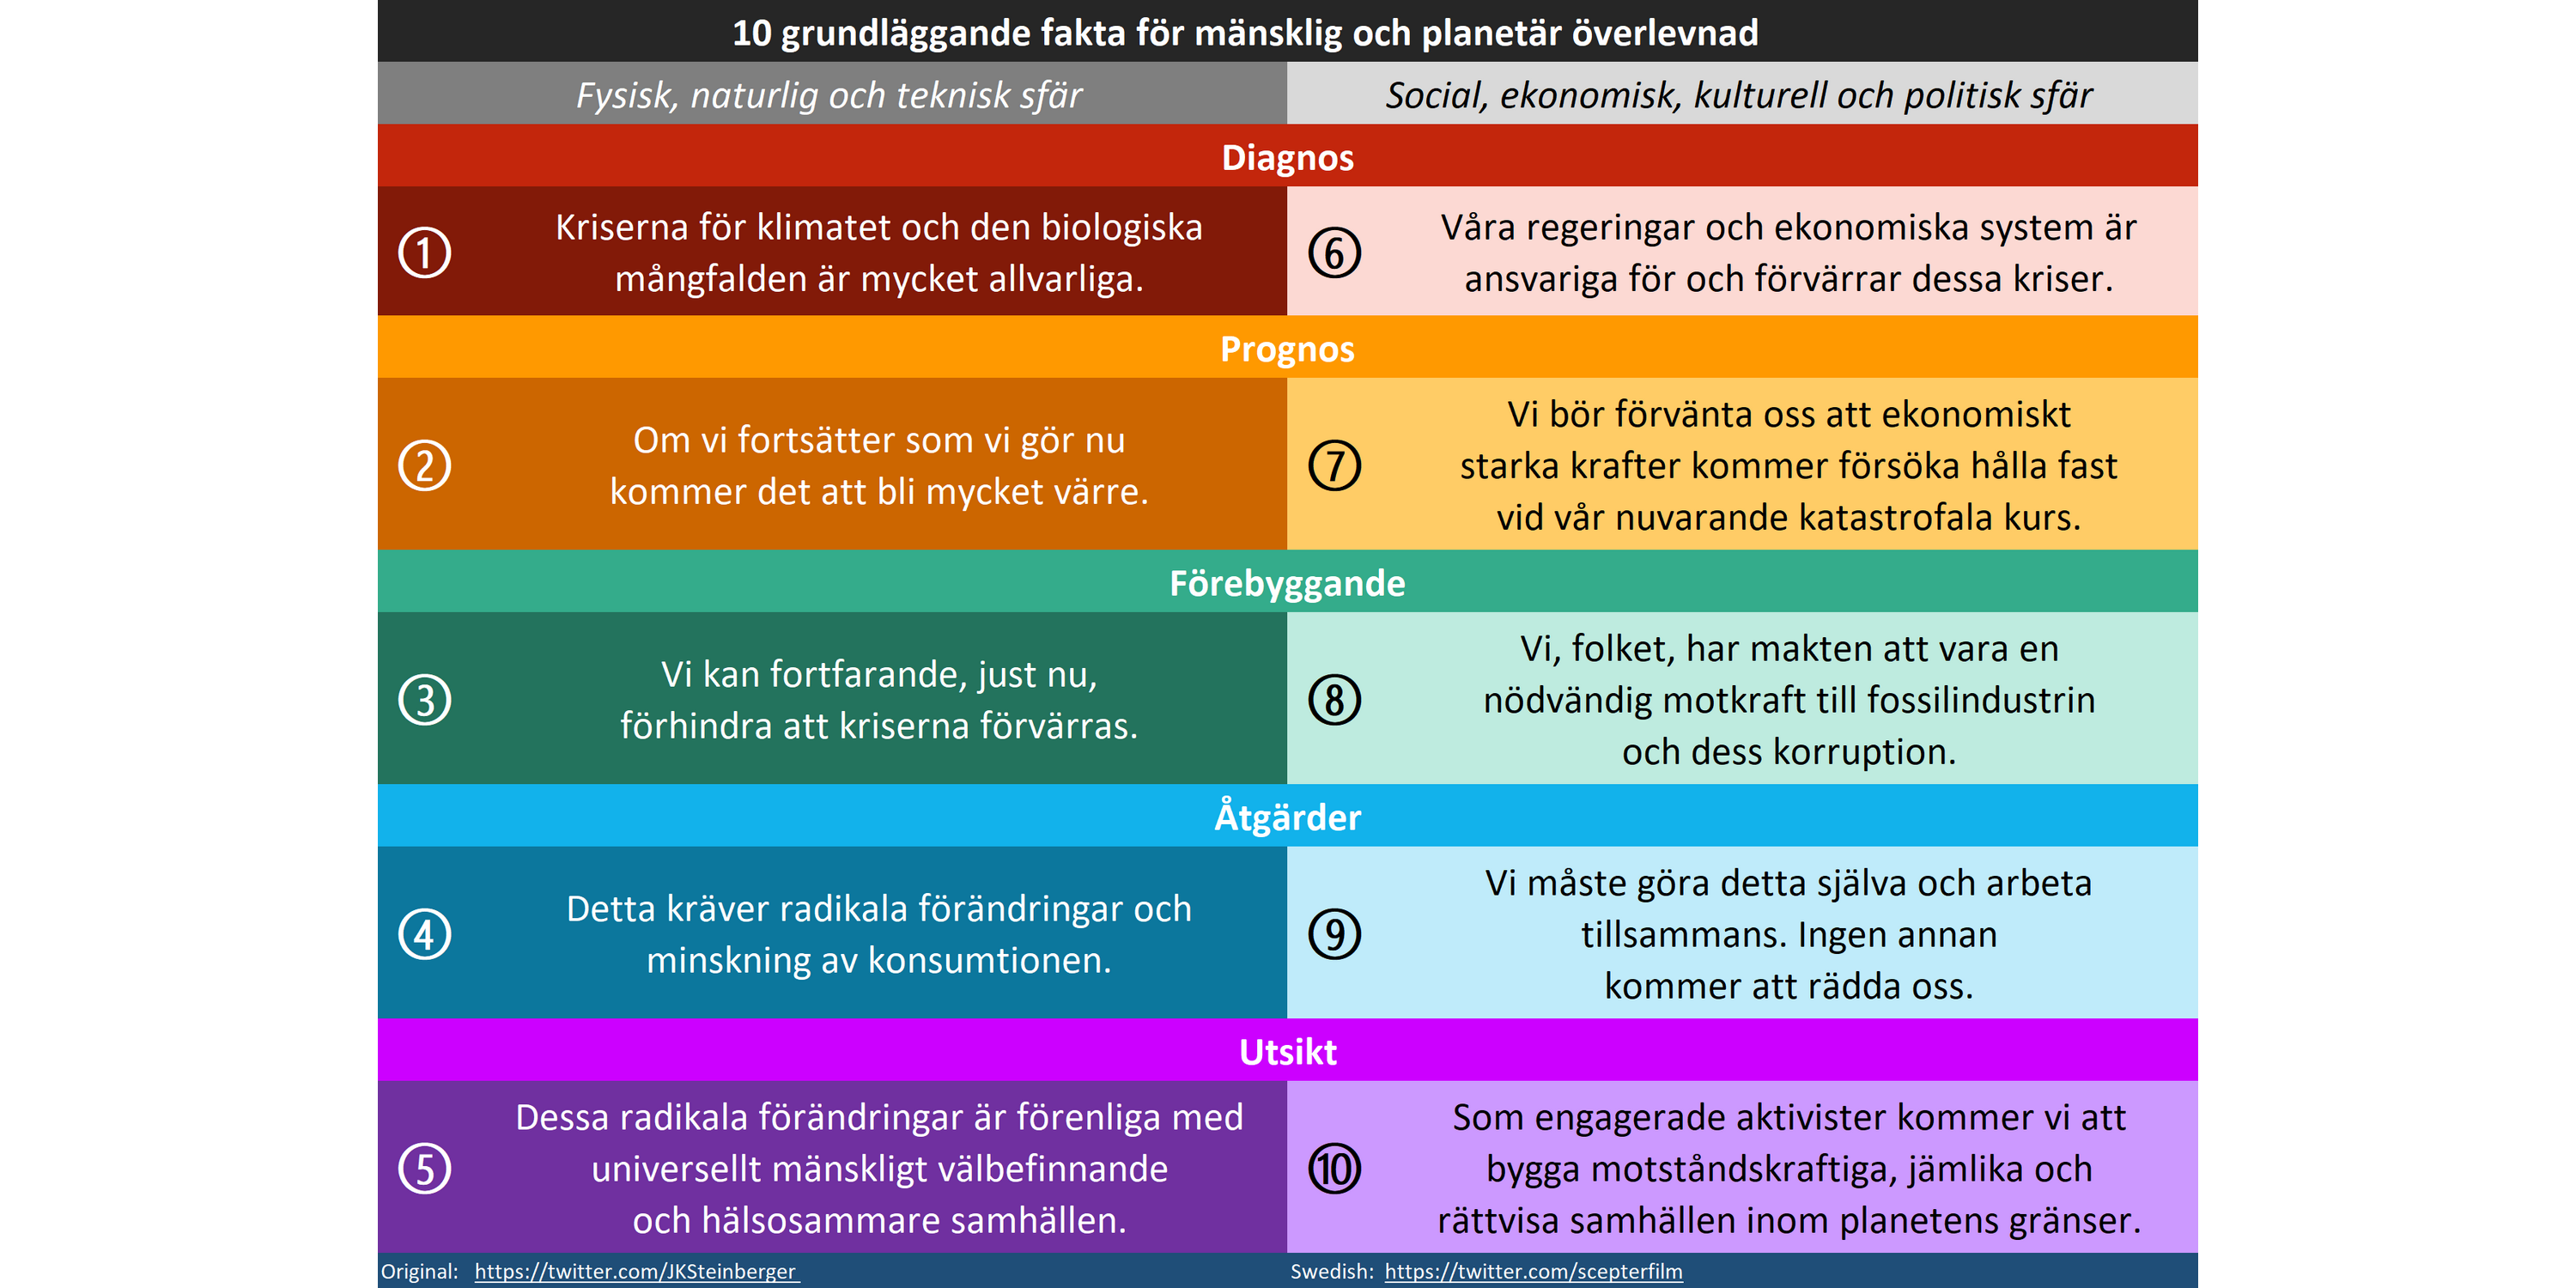 10 grundläggande fakta för mänsklig och planetär överlevnad
Fysisk, naturlig och teknisk sfär
Social, ekonomisk, kulturell och politisk sfär
Diagnos
① Kriserna för klimatet och den biologiska
mångfalden är mycket allvarliga.
⑥ Våra regeringar och ekonomiska system är
ansvariga för och förvärrar dessa kriser.
Prognos
② Om vi fortsätter som vi gör nu
kommer det att bli mycket värre.
⑦ Vi bör förvänta oss att ekonomiskt
starka krafter kommer försöka hålla fast
vid vår nuvarande katastrofala kurs.
Förebyggande
③ Vi kan fortfarande, just nu,
förhindra att kriserna förvärras.
⑧ Vi, folket, har makten att vara en
nödvändig motkraft till fossilindustrin
och dess korruption.
Åtgärder
④ Detta kräver radikala förändringar och
minskning av konsumtionen.
⑨ Vi måste göra detta själva och arbeta
tillsammans. Ingen annan
kommer att rädda oss.
Utsikt
⑤ Dessa radikala förändringar är förenliga med
universellt mänskligt välbefinnande
och hälsosammare samhällen.
⑩ Som engagerade aktivister kommer vi att
bygga motståndskraftiga, jämlika och
rättvisa samhällen inom planetens gränser.
Original: https://twitter.com/JKSteinberger
Swedish: https://twitter.com/scepterfilm